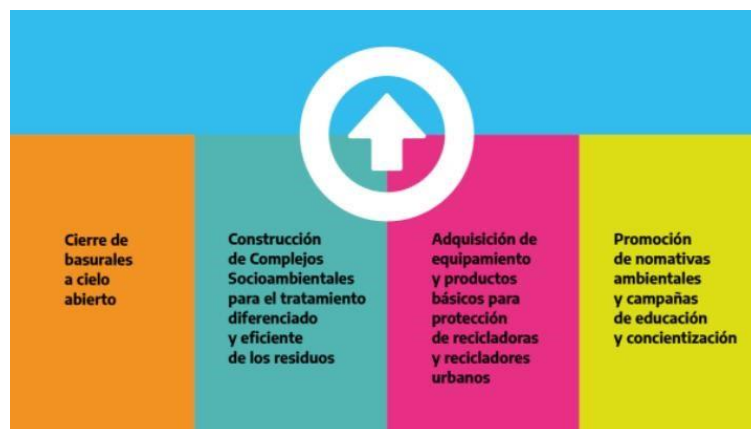 Cierre de
basurales
a cielo
abierto
Construcción
de Complejos
Socioambientales
para el tratamiento
diferenciado
y eficiente
de los residuos
Adquisición de
equipamiento
y productos
básicos para
protección
de recicladoras
y recicladores
urbanos
Promoción
de nomativas
ambientales
y campañas
de educación
y concientización